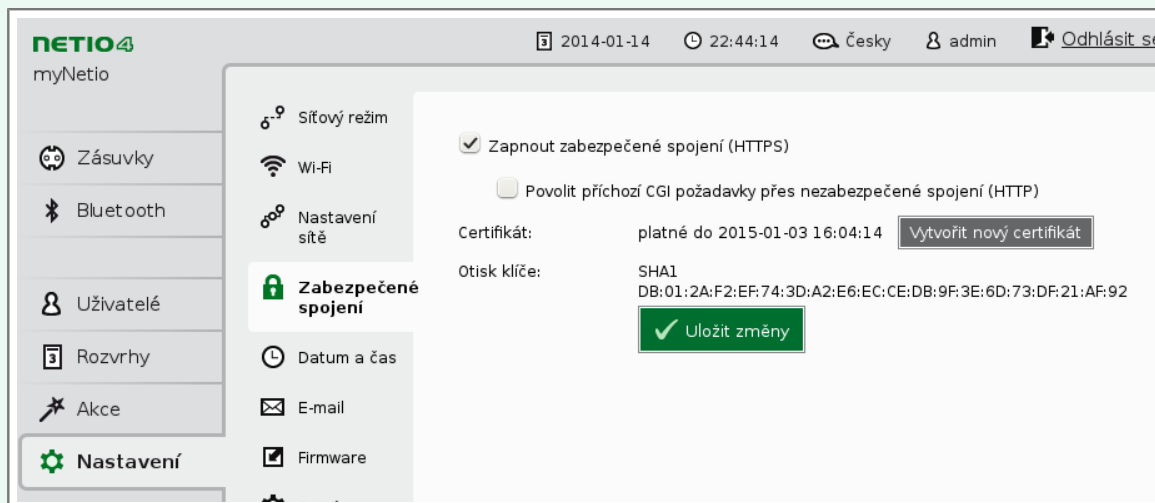 NETIO4
myNetio
2014-01-14 22:44:14 Česky admin Odhlásit se
Zásuvky
Bluetooth
Uživatelé
Rozvrhy
Akce
Nastavení
Síťový režim
Wi-Fi
Nastavení
sítě
Zabezpečené
spojení
Datum a čas
E-mail
Firmware
Zapnout zabezpečené spojení (HTTPS)
Povolit příchozí CGI požadavky přes nezabezpečené spojení (HTTP)
Certifikát: platné do 2015-01-03 16:04:14 Vytvořit nový certifikát
Otisk klíče: SHA1
DB:01:2A:F2:EF:74:3D:A2:E6:EC:CE:DB:9F:3E:6D:73:DF:21:AF:92
Uložit změny